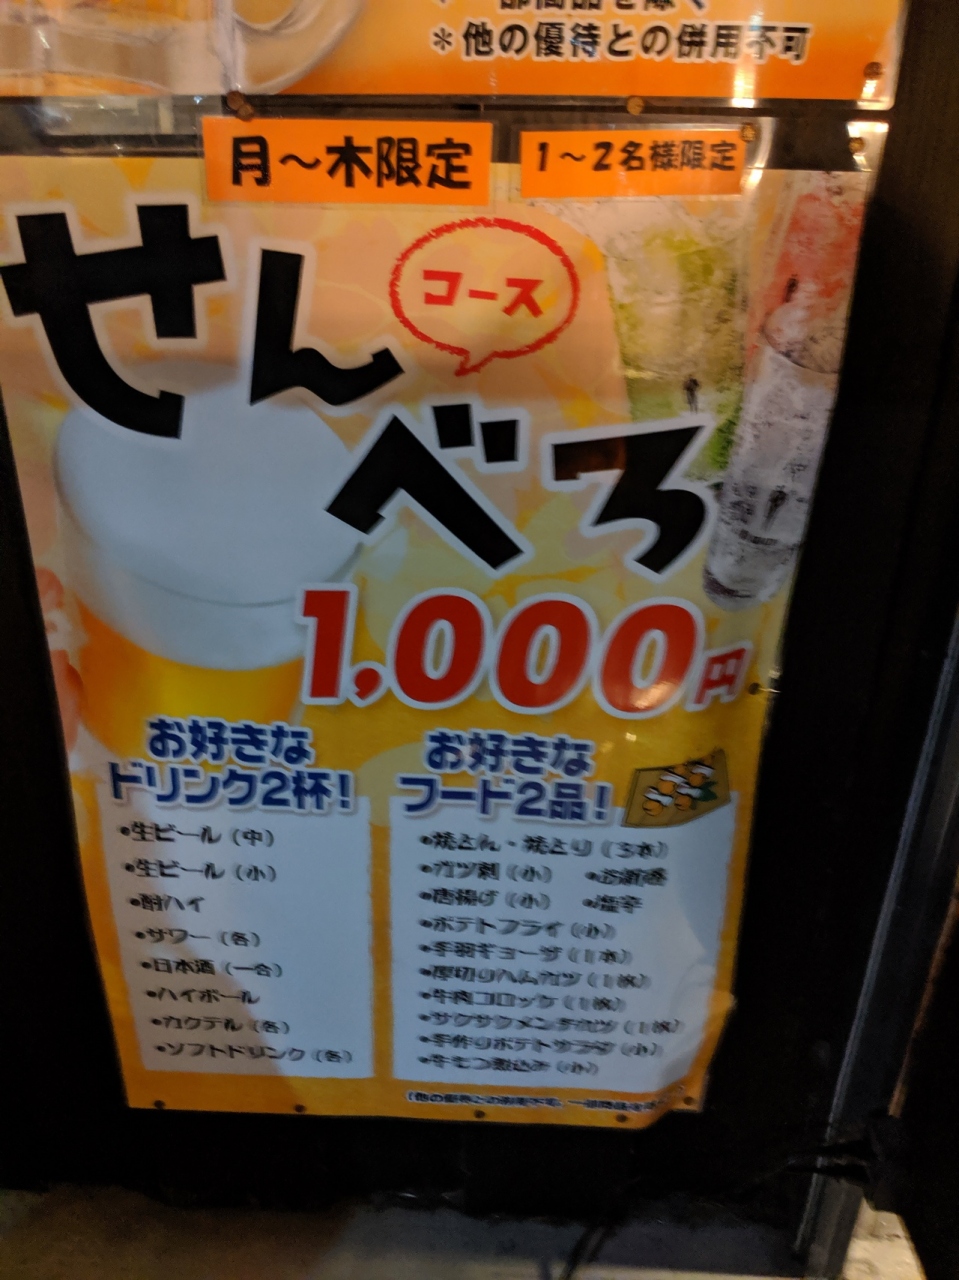 ＊他の優待との併用不可
月～木限定
1～2名様限定
せんべろ
コース
1,000円
お好きな
ドリンク2杯!
•生ビール（中）
•生ビール（小）
•酎ハイ
•サワー（各）
•日本酒（一合）
•ハイボール
•カクテル（各）
•ソフトドリンク（各）
お好きな
フード2品!
•焼とん・焼とり（3本）
•ガツ刺（小） •お新香
•唐揚げ（小） •塩辛
•ポテトフライ（小）
•手羽ギョーザ（1本）
•厚切りハムカツ（1枚）
•牛肉コロッケ（1枚）
•サクサクメンチカツ（1枚）
•手作りポテトサラダ（小）
•牛もつ煮込み（小）